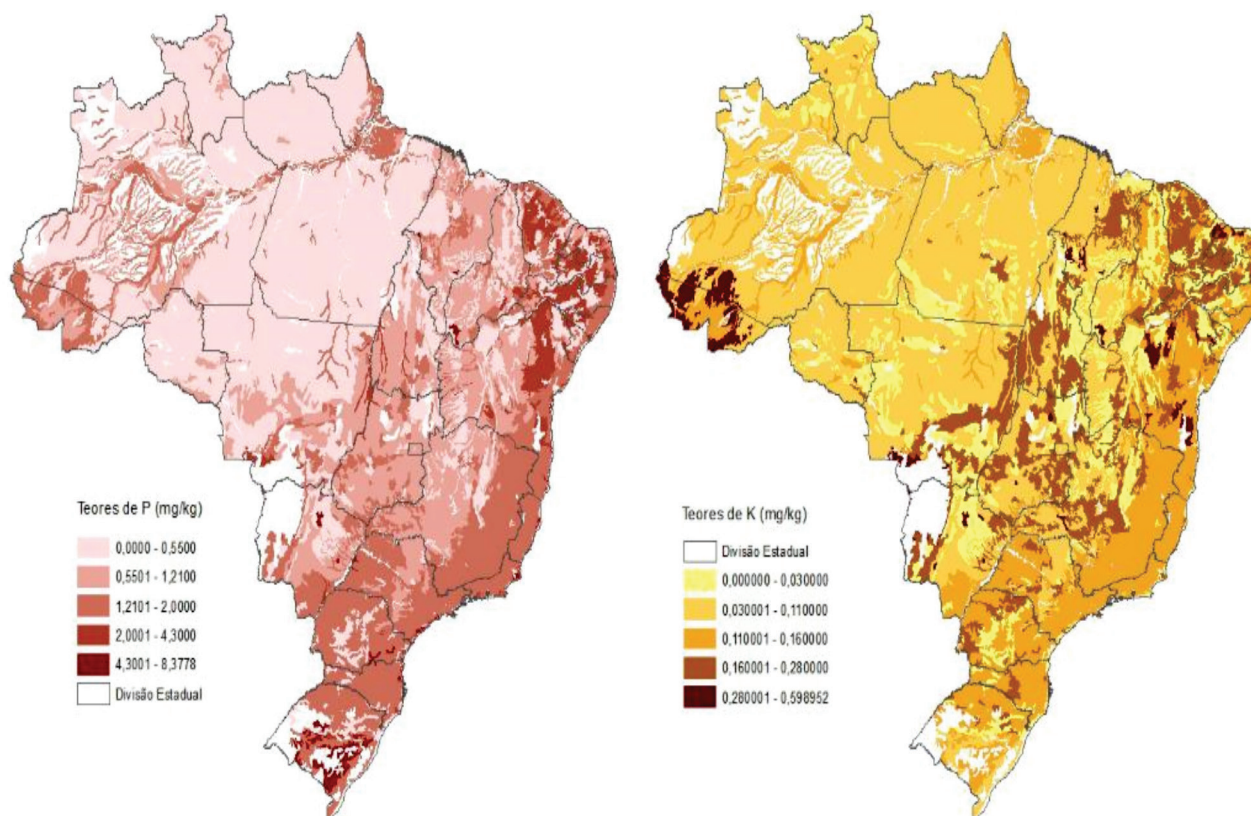 Teores de P (mg/kg)
0,0000 - 0,5500
0,5501 - 1,2100
1,2101 - 2,0000
2,0001 - 4,3000
4,3001 - 8,3778
Divisão Estadual
Teores de K (mg/kg)
Divisão Estadual
0,000000 - 0,030000
0,030001 - 0,110000
0,110001 - 0,160000
0,160001 - 0,280000
0,280001 - 0,598952